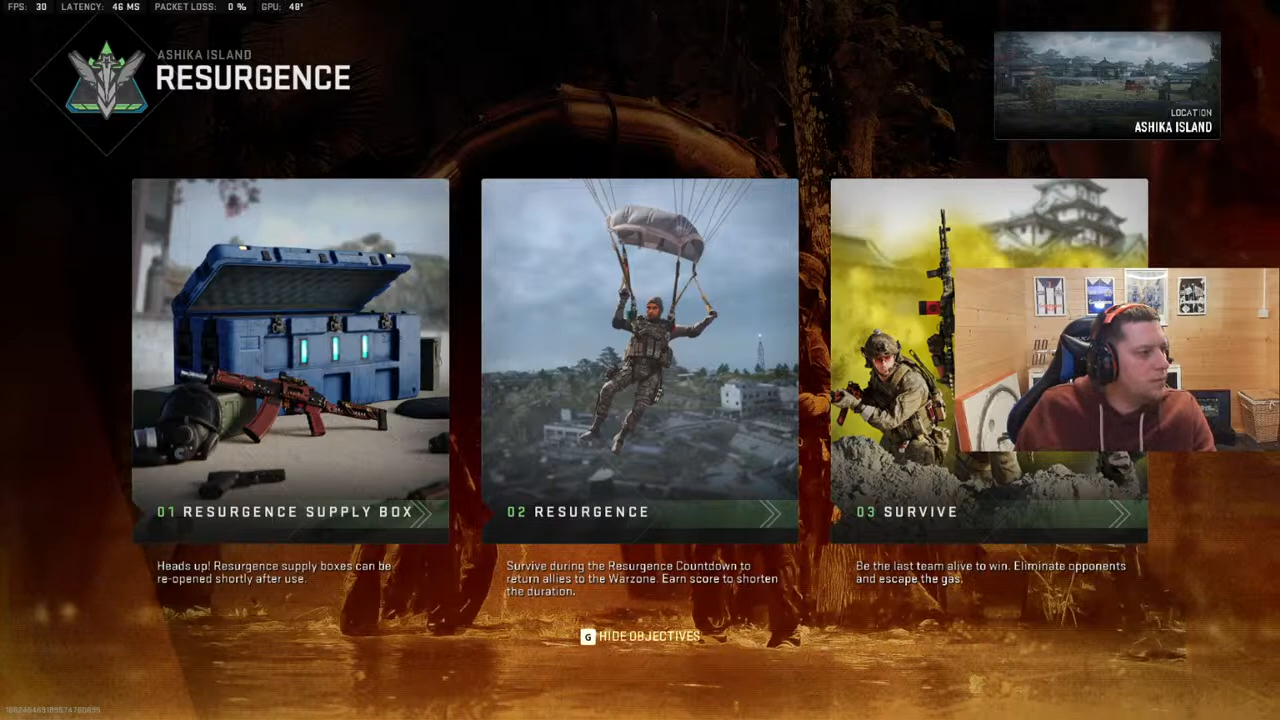 FPS: 30 LATENCY: 46 MS PACKET LOSS: 0 % GPU: 48°
ASHIKA ISLAND
RESURGENCE
LOCATION
ASHIKA ISLAND
01 RESURGENCE SUPPLY BOX
Heads up! Resurgence supply boxes can be
re-opened shortly after use.
02 RESURGENCE
Survive during the Resurgence Countdown to
return allies to the Warzone. Earn score to shorten
the duration.
03 SURVIVE
Be the last team alive to win. Eliminate opponents
and escape the gas.
G HIDE OBJECTIVES